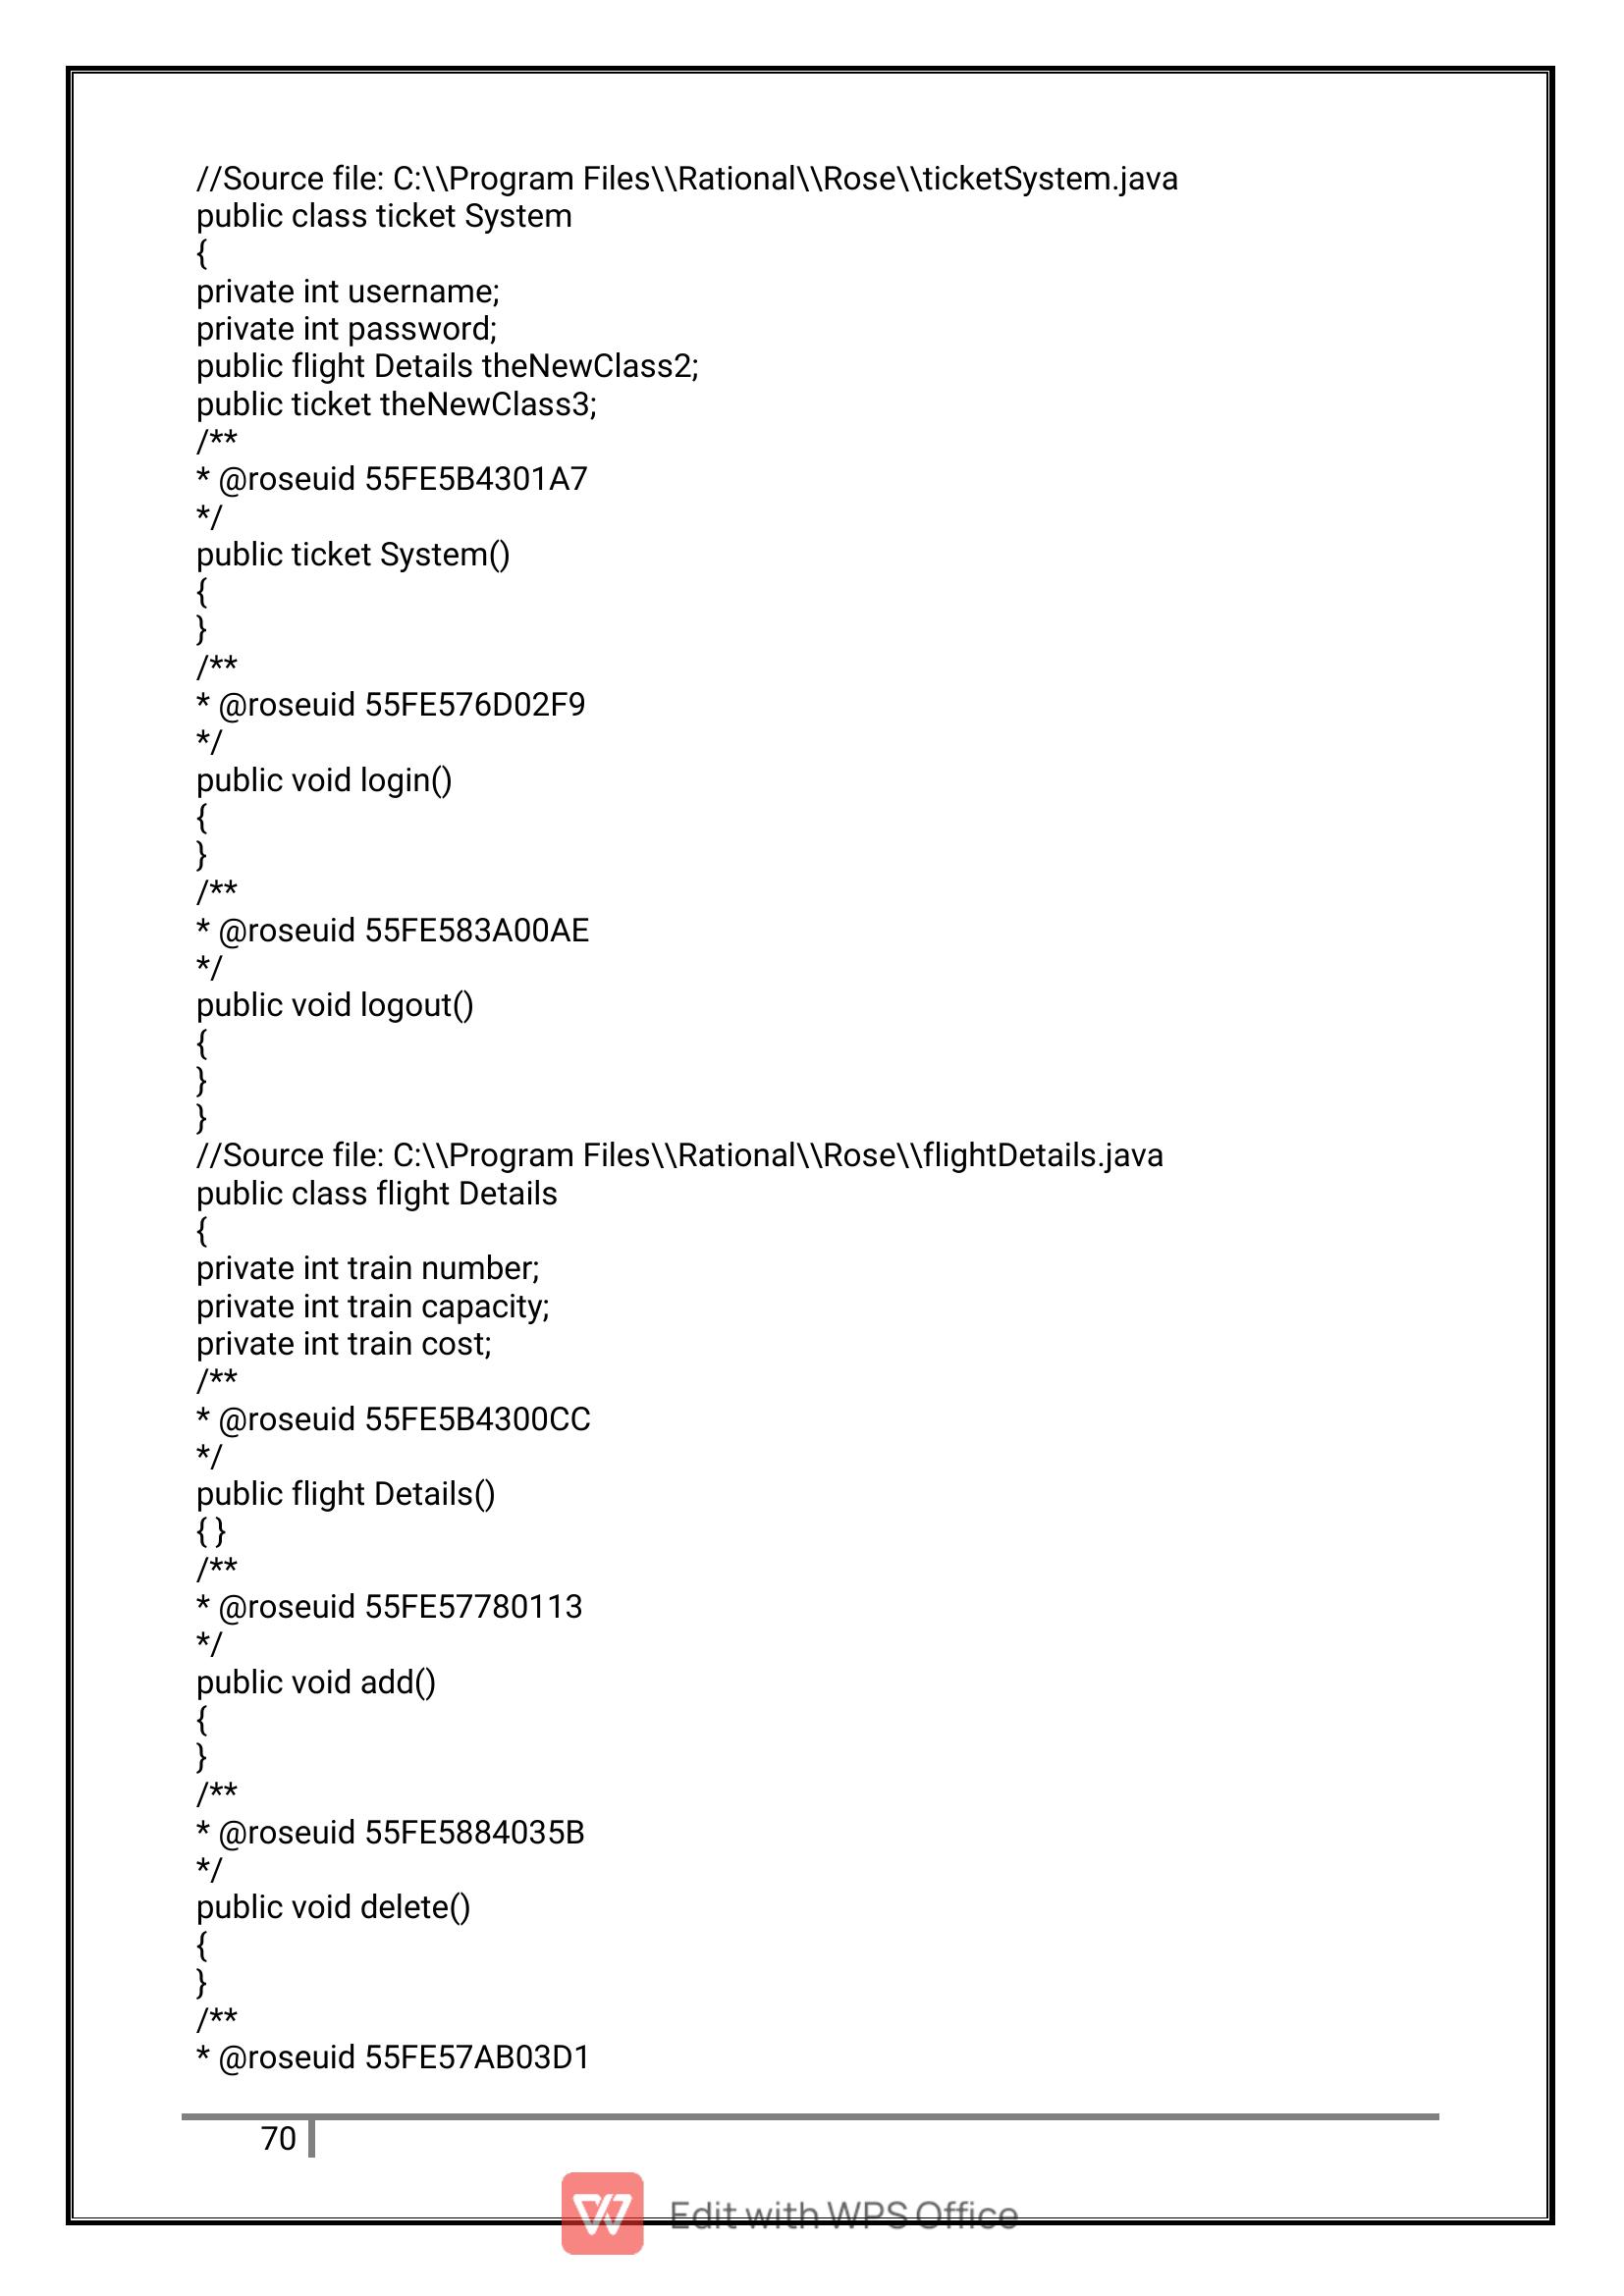 //Source file: C:\\Program Files\\Rational\\Rose\\ticketSystem.java
public class ticket System
{
private int username;
private int password;
public flight Details theNewClass2;
public ticket theNewClass3;
/**
* @roseuid 55FE5B4301A7
*/
public ticket System()
{
}
/**
* @roseuid 55FE576D02F9
*/
public void login()
{
}
/**
* @roseuid 55FE583A00AE
*/
public void logout()
{
}
}
//Source file: C:\\Program Files\\Rational\\Rose\\flightDetails.java
public class flight Details
{
private int train number;
private int train capacity;
private int train cost;
/**
* @roseuid 55FE5B4300CC
*/
public flight Details()
{ }
/**
* @roseuid 55FE57780113
*/
public void add()
{
}
/**
* @roseuid 55FE5884035B
*/
public void delete()
{
}
/**
* @roseuid 55FE57AB03D1
70
Edit with WPS Office